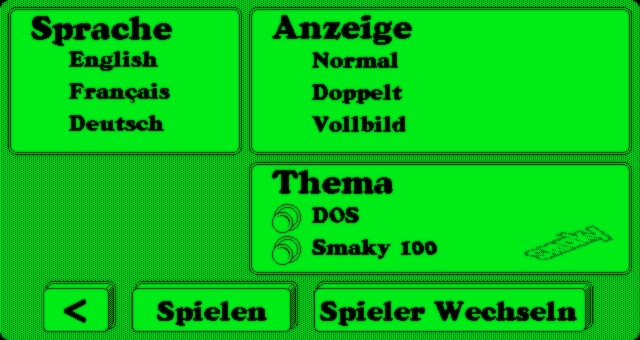 Sprache
English
Français
Deutsch
Anzeige
Normal
Doppelt
Vollbild
Thema
DOS
Smaky 100
<
Spielen
Spieler Wechseln